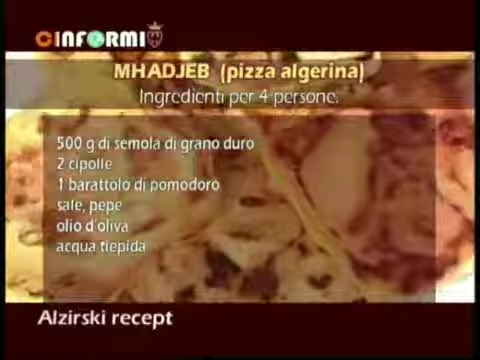 CINFORMI
MHADJEB (pizza algerina)
Ingredienti per 4 persone:
500 g di semola di grano duro
2 cipolle
1 barattolo di pomodoro
sale, pepe
olio d'oliva
acqua tiepida
Alzirski recept